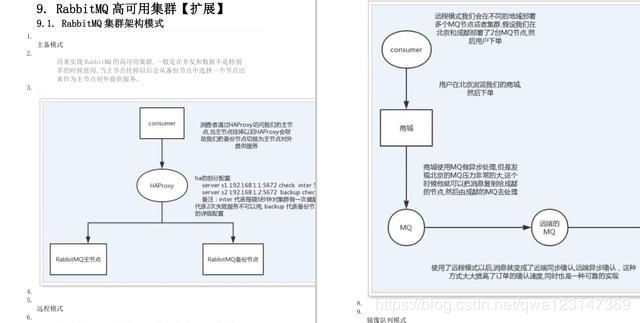 9. RabbitMQ 高可用集群【扩展】
9.1. RabbitMQ 集群架构模式
1.
主备模式
2.
用来实现 RabbitMQ 的高可用集群,一般是在并发和数据不是特别
多的时候使用,当主节点挂掉以后会从备份节点中选择一个节点出
来作为主节点对外提供服务。
3.
consumer
消费者通过HAProxy访问我们的主节
点,当主节点挂掉以后HAProxy会帮
助我们把备份节点切换为主节点对外
提供服务
HAProxy
ha的部分配置:
server s1 192.168.1.1:5672 check inter 5
server s2 192.168.1.2:5672 backup check
备注: inter 代表每隔5秒钟对集群做一次健
代表2次失败服务不可以用, backup 代表备份节
的详细配置
RabbitMQ主节点
RabbitMQ备份节点
4.
5.
远程模式
远程模式我们会在不同的地域部署
多个MQ节点或者集群,假设我们在
北京和成都部署了2台MQ节点,然
后用户下单
consumer
用户在北京浏览我们的商城,
然后下单
商城
商城使用MQ做异步处理,但是发
现北京的MQ压力非常的大,这个
时候他就可以把消息复制给成都
的节点,然后由成都的MQ去处理
MQ
远端的
MQ
使用了远程模式以后,消息就变成了近端同步确认,远端异步确认，这种
方式大大提高了订单的确认速度,同时也是一种可靠的实现
8.
9.
镜像队列模式
https://blog.csdn.net/qwe123147369